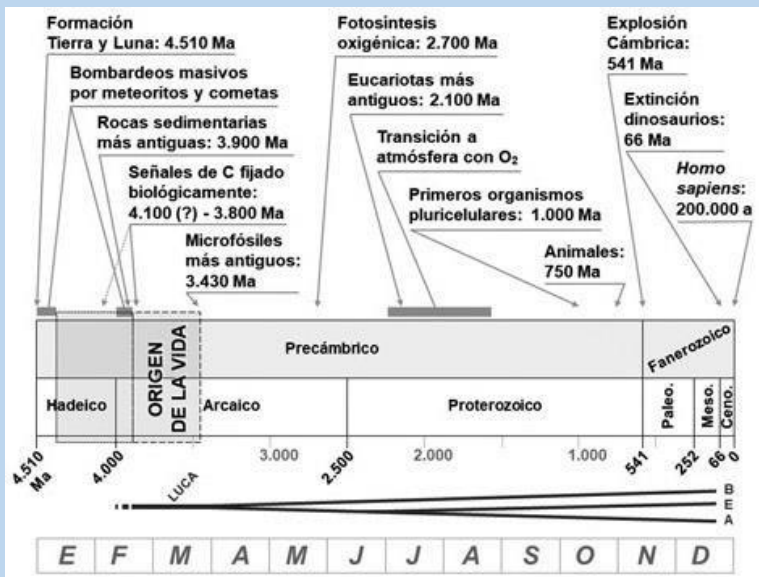 Formación
Tierra y Luna: 4.510 Ma
Bombardeos masivos
por meteoritos y cometas
Rocas sedimentarias
más antiguas: 3.900 Ma
Señales de C fijado
biológicamente:
4.100 (?) - 3.800 Ma
Microfósiles
más antiguos:
3.430 Ma
Fotosíntesis
oxigénica: 2.700 Ma
Eucariotas más
antiguos: 2.100 Ma
Transición a
atmósfera con O₂
Primeros organismos
pluricelulares: 1.000 Ma
Animales:
750 Ma
Explosión
Cámbrica:
541 Ma
Extinción
dinosaurios:
66 Ma
Homo
sapiens:
200.000 a
Precámbrico
Fanerozoico
ORIGEN
DE LA VIDA
Hadeico
Arcaico
Proterozoico
Paleo.
Meso.
Ceno.
4.510
Ma
4.000
3.000
2.500
2.000
1.000
541
252
66
0
LUCA
B
E
A
E F M A M J J A S O N D